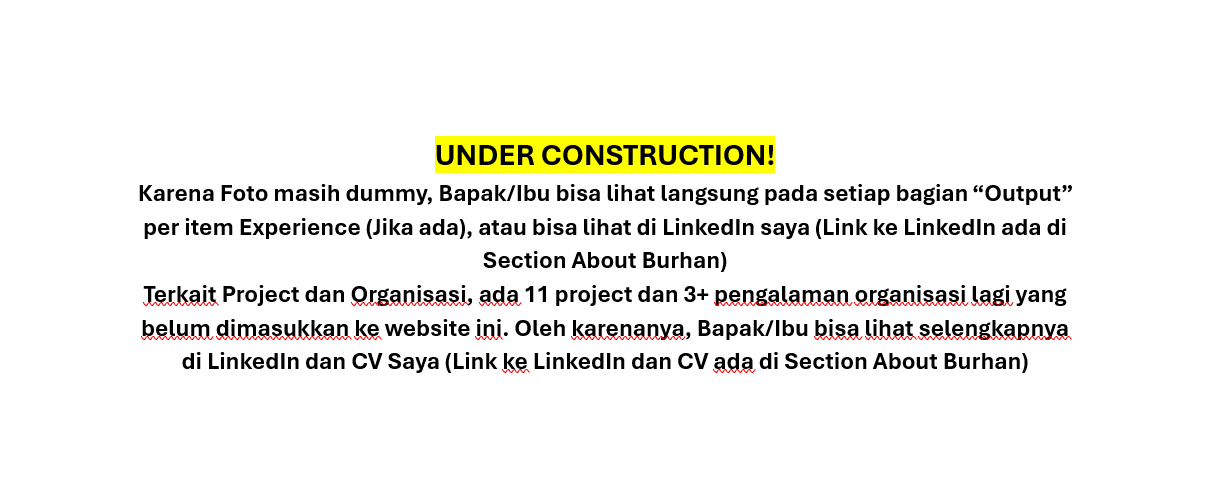 UNDER CONSTRUCTION!
Karena Foto masih dummy, Bapak/Ibu bisa lihat langsung pada setiap bagian “Output”
per item Experience (Jika ada), atau bisa lihat di LinkedIn saya (Link ke LinkedIn ada di
Section About Burhan)
Terkait Project dan Organisasi, ada 11 project dan 3+ pengalaman organisasi lagi yang
belum dimasukkan ke website ini. Oleh karenanya, Bapak/Ibu bisa lihat selengkapnya
di LinkedIn dan CV Saya (Link ke LinkedIn dan CV ada di Section About Burhan)